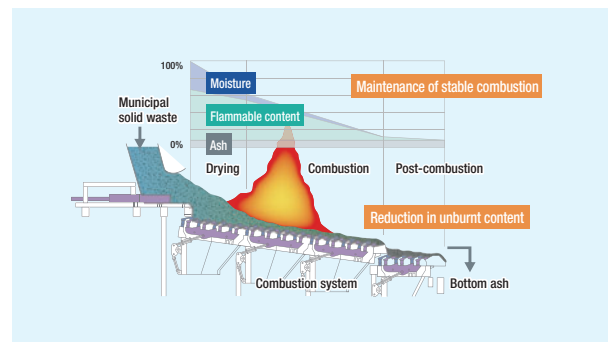 100%
Moisture
Maintenance of stable combustion
Municipal
solid waste
Flammable content
0%
Ash
Drying
Combustion
Post-combustion
Reduction in unburnt content
Combustion system
Bottom ash